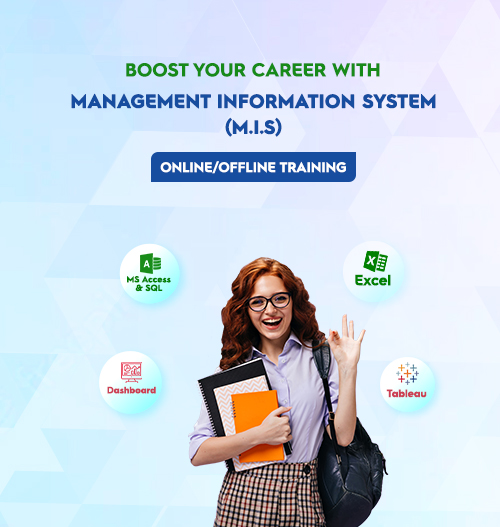 BOOST YOUR CAREER WITH
MANAGEMENT INFORMATION SYSTEM
(M.I.S)
ONLINE/OFFLINE TRAINING
MS Access
& SQL
Excel
Dashboard
Tableau